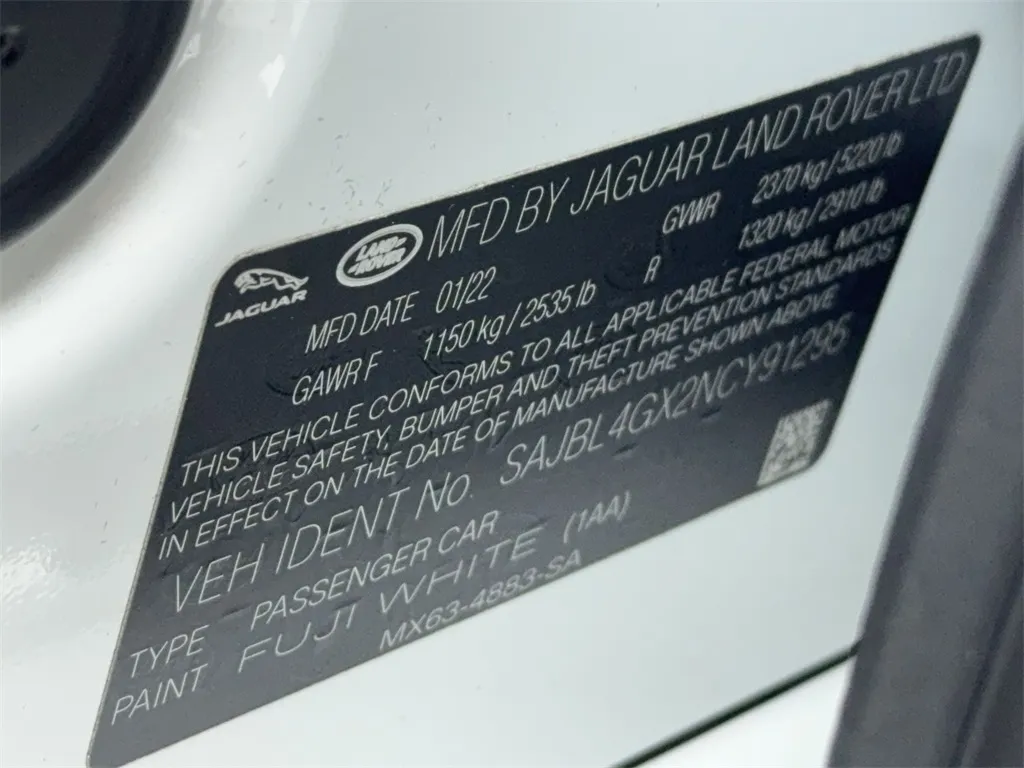 JAGUAR LAND-ROVER MFD BY JAGUAR LAND ROVER LTD
MFD DATE 01/22 GVWR 2370 kg / 5220 lb
GAWR F 1150 kg / 2535 lb R 1320 kg / 2910 lb
THIS VEHICLE CONFORMS TO ALL APPLICABLE FEDERAL MOTOR
VEHICLE SAFETY, BUMPER AND THEFT PREVENTION STANDARDS
IN EFFECT ON THE DATE OF MANUFACTURE SHOWN ABOVE
VEH IDENT No. SAJBL4GX2NCY91295
TYPE PASSENGER CAR
PAINT FUJI WHITE (1AA)
MX63-4883-SA